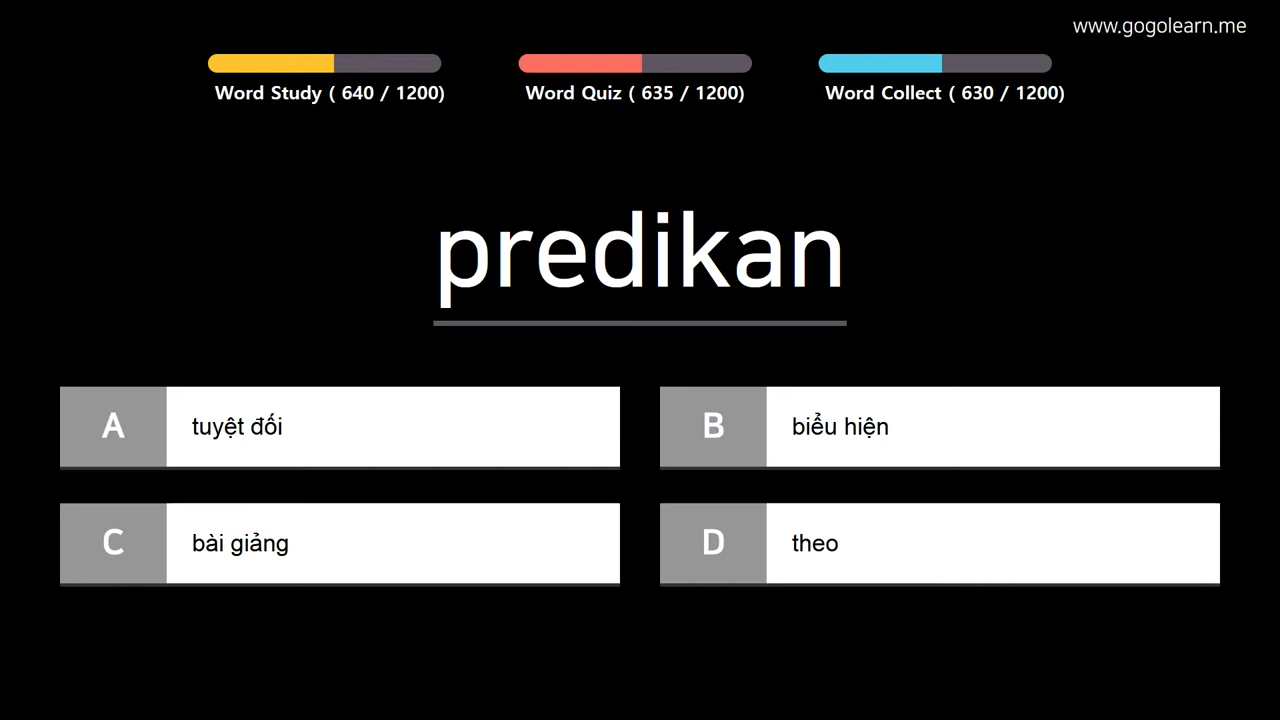 www.gogolearn.me
Word Study ( 640 / 1200)
Word Quiz ( 635 / 1200)
Word Collect ( 630 / 1200)
predikan
A tuyệt đối
B biểu hiện
C bài giảng
D theo